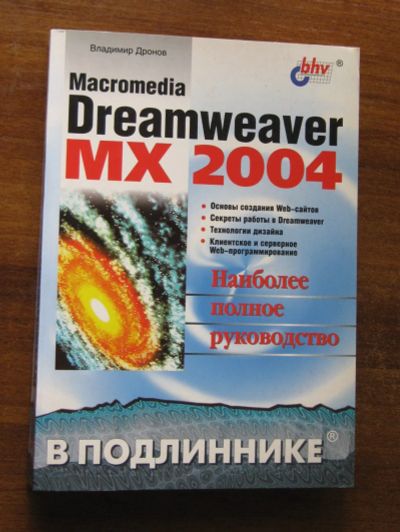 Владимир Дронов
bhv®
Macromedia
Dreamweaver
MX 2004
• Основы создания Web-сайтов
• Секреты работы в Dreamweaver
• Технологии дизайна
• Клиентское и серверное
Web-программирование
Наиболее
полное
руководство
В ПОДЛИННИКЕ®